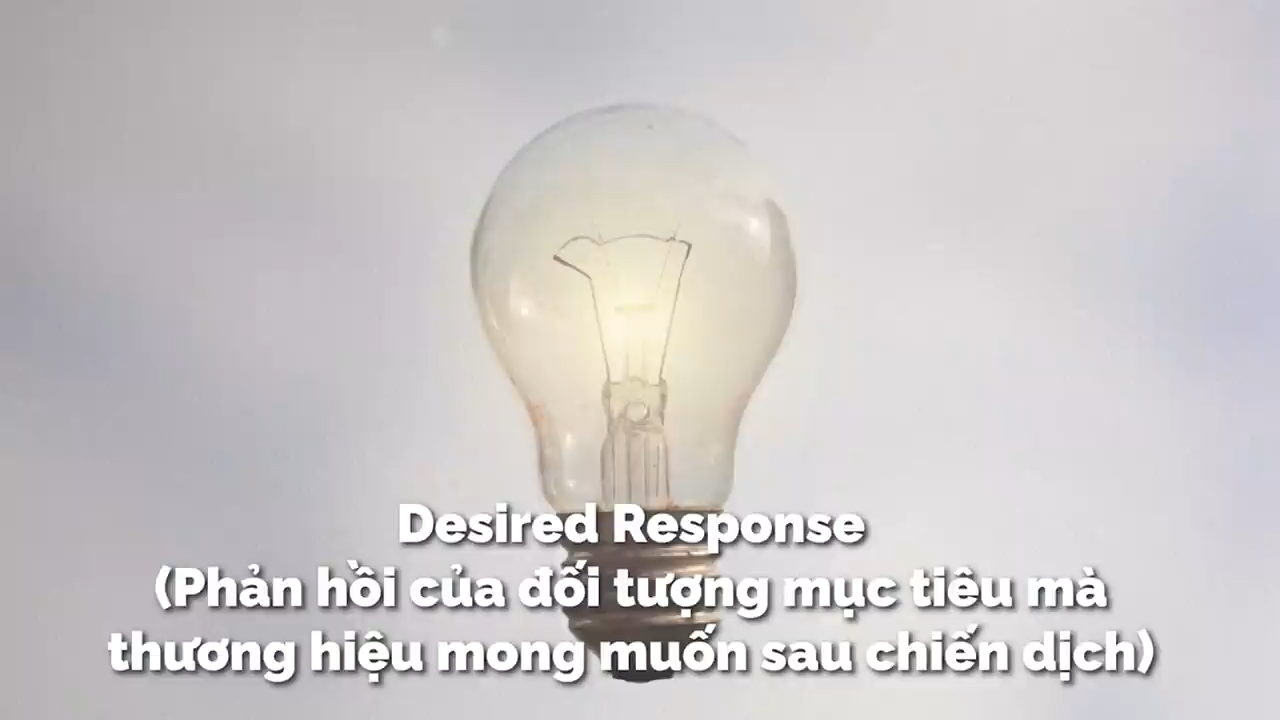 Desired Response
(Phản hồi của đối tượng mục tiêu mà
thương hiệu mong muốn sau chiến dịch)